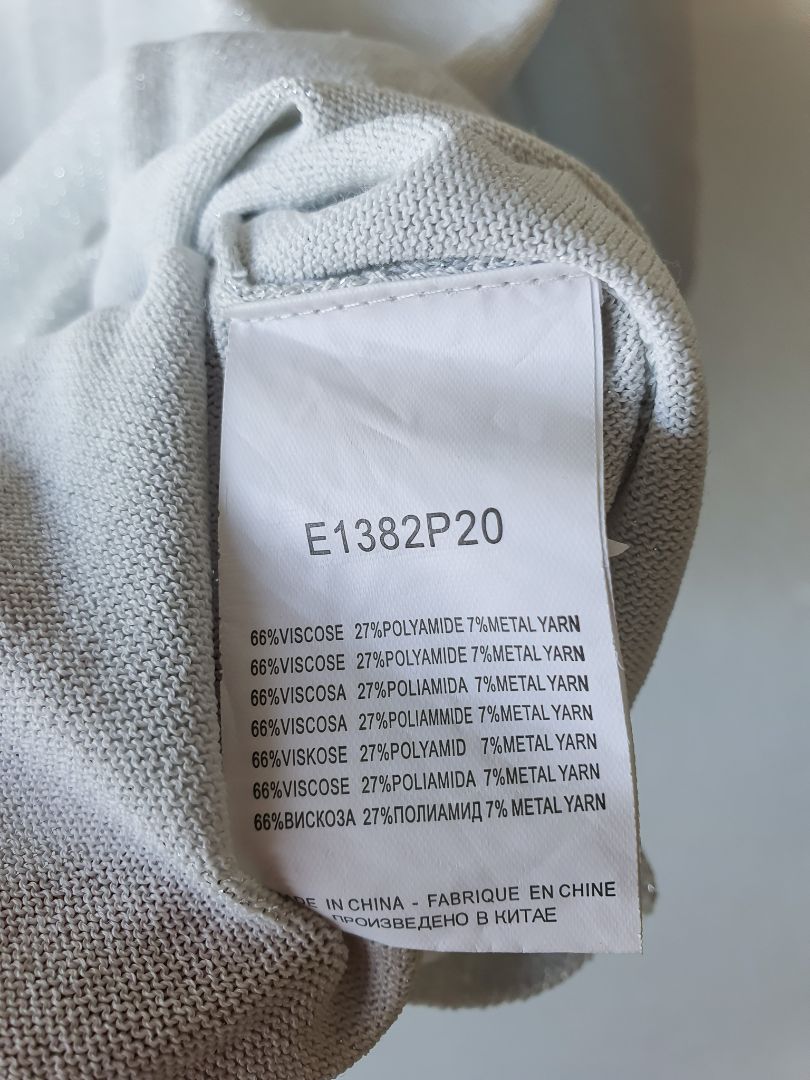 E1382P20
66%VISCOSE 27%POLYAMIDE 7%METAL YARN
66%VISCOSE 27%POLYAMIDE 7%METAL YARN
66%VISCOSA 27%POLIAMIDA 7%METAL YARN
66%VISCOSA 27%POLIAMMIDE 7%METAL YARN
66%VISKOSE 27%POLYAMID 7%METAL YARN
66%VISCOSE 27%POLIAMIDA 7%METAL YARN
66%ВИСКОЗА 27%ПОЛИАМИД 7% METAL YARN
IN CHINA - FABRIQUE EN CHINE
ПРОИЗВЕДЕНО В КИТАЕ